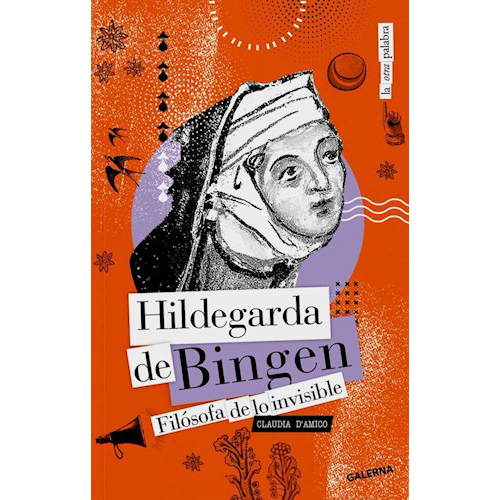 la otra palabra
Hildegarda
de Bingen
Filósofa de lo invisible
CLAUDIA D'AMICO
GALERNA